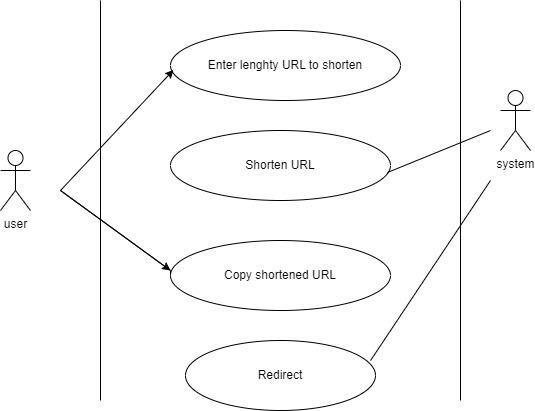 Enter lenghty URL to shorten
Shorten URL
system
user
Copy shortened URL
Redirect